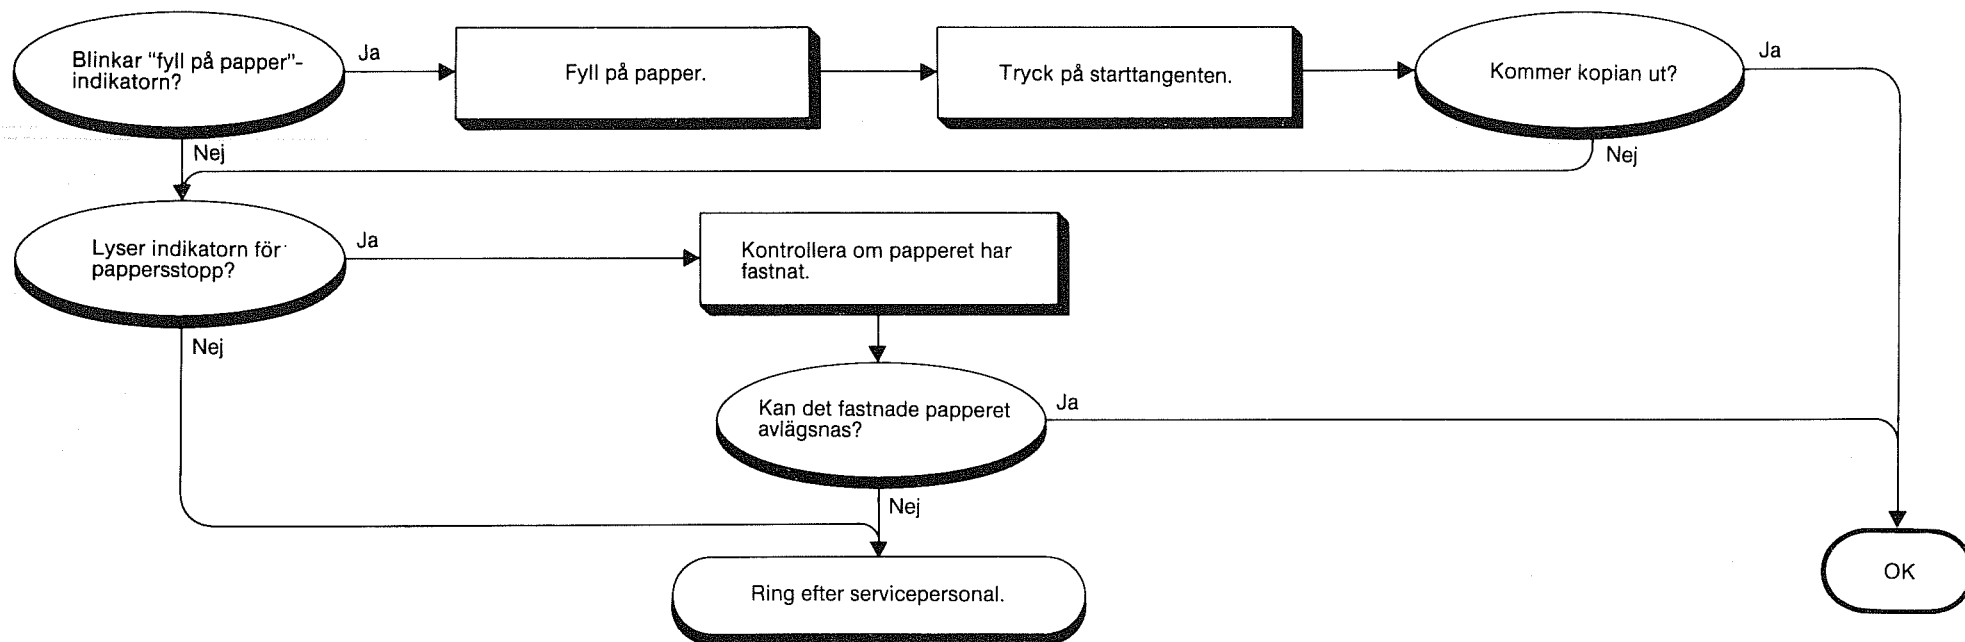 Blinkar “fyll på papper”-
indikatorn?
Ja
Fyll på papper.
Tryck på starttangenten.
Kommer kopian ut?
Ja
Nej
Nej
Lyser indikatorn för
pappersstopp?
Ja
Kontrollera om papperet har
fastnat.
Nej
Kan det fastnade papperet
avlägsnas?
Ja
Nej
Ring efter servicepersonal.
OK